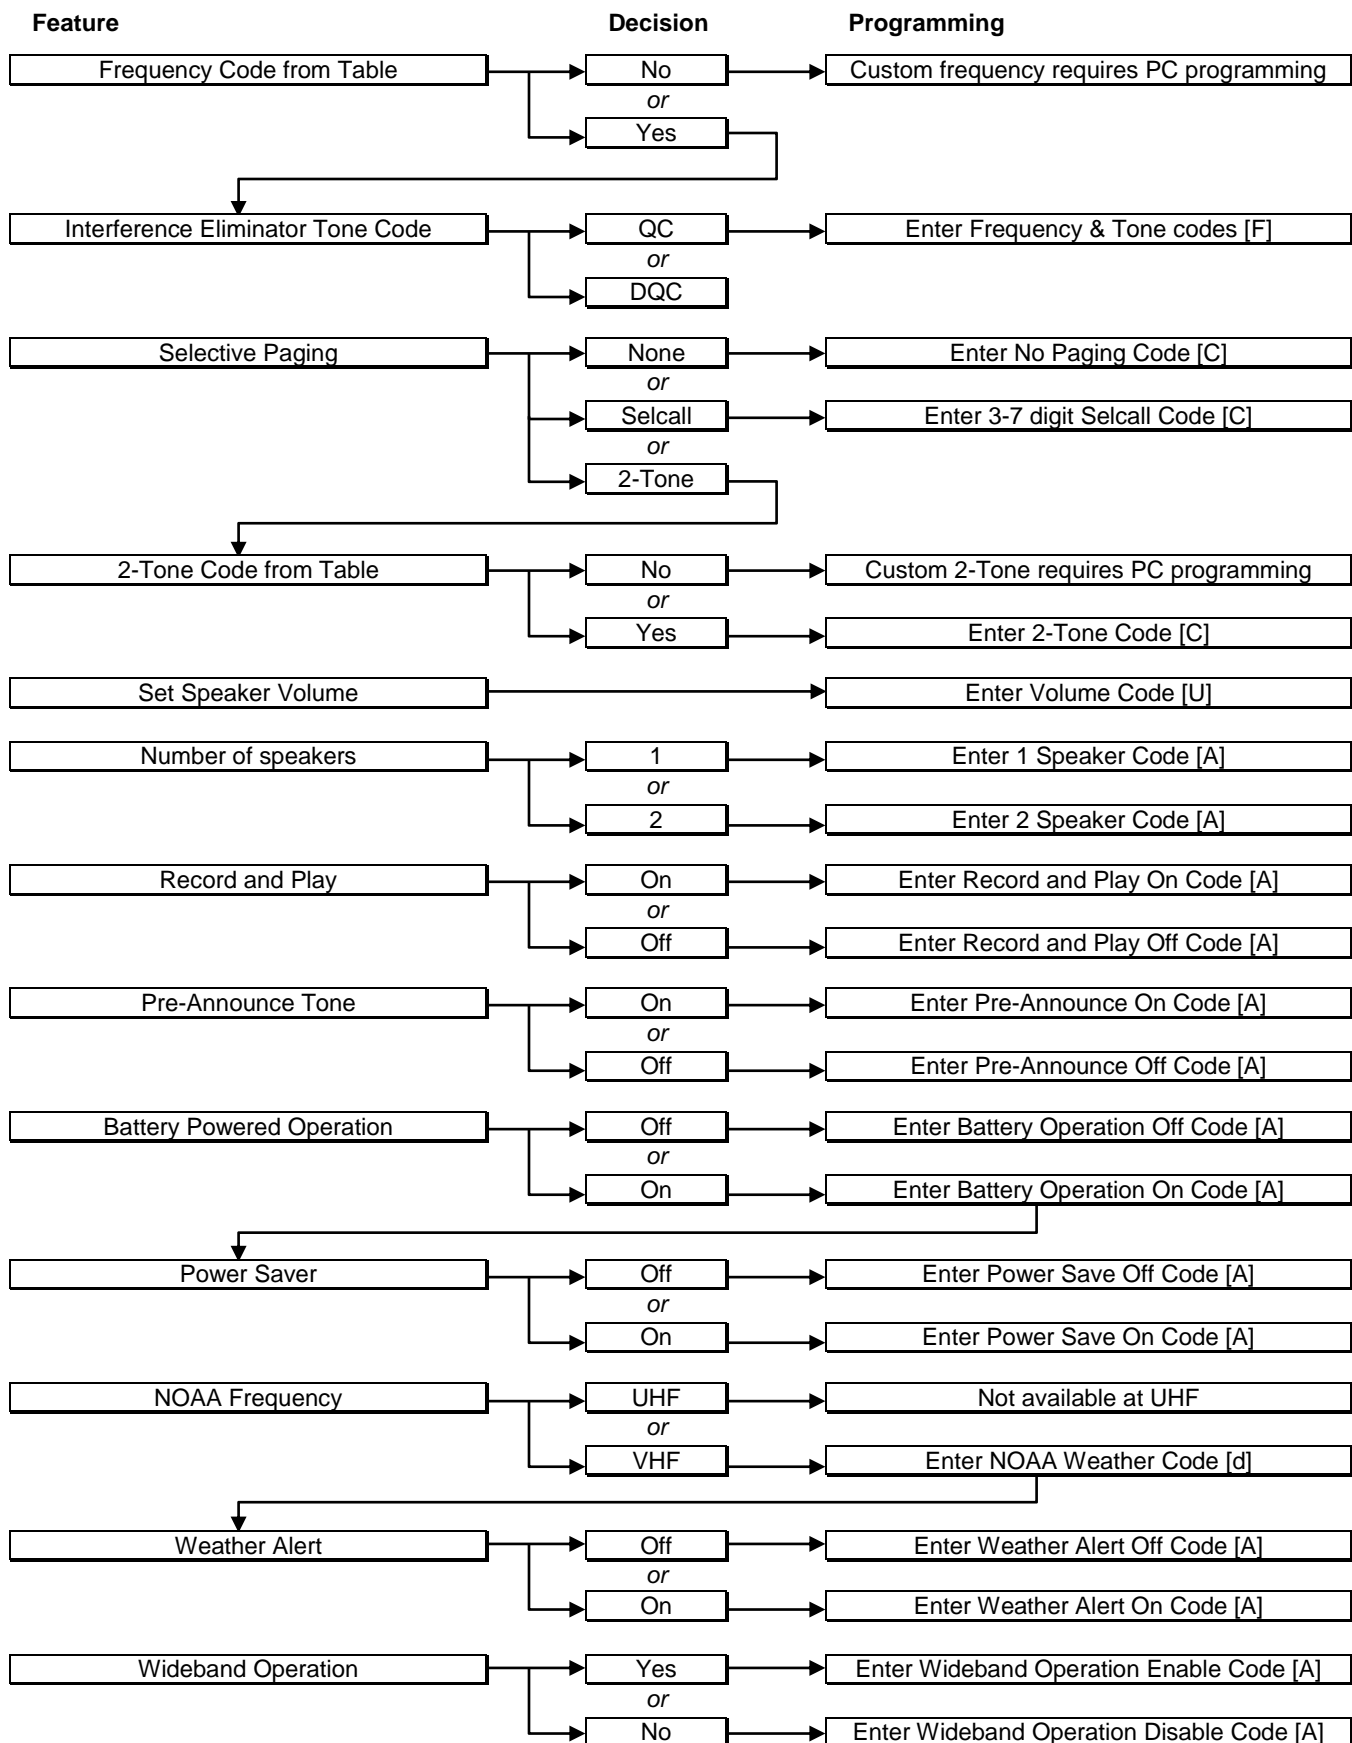 Feature Decision Programming
Frequency Code from Table No Custom frequency requires PC programming
or
Yes
Interference Eliminator Tone Code QC Enter Frequency & Tone codes [F]
or
DQC
Selective Paging None Enter No Paging Code [C]
or
Selcall Enter 3-7 digit Selcall Code [C]
or
2-Tone
2-Tone Code from Table No Custom 2-Tone requires PC programming
or
Yes Enter 2-Tone Code [C]
Set Speaker Volume Enter Volume Code [U]
Number of speakers 1 Enter 1 Speaker Code [A]
or
2 Enter 2 Speaker Code [A]
Record and Play On Enter Record and Play On Code [A]
or
Off Enter Record and Play Off Code [A]
Pre-Announce Tone On Enter Pre-Announce On Code [A]
or
Off Enter Pre-Announce Off Code [A]
Battery Powered Operation Off Enter Battery Operation Off Code [A]
or
On Enter Battery Operation On Code [A]
Power Saver Off Enter Power Save Off Code [A]
or
On Enter Power Save On Code [A]
NOAA Frequency UHF Not available at UHF
or
VHF Enter NOAA Weather Code [d]
Weather Alert Off Enter Weather Alert Off Code [A]
or
On Enter Weather Alert On Code [A]
Wideband Operation Yes Enter Wideband Operation Enable Code [A]
or
No Enter Wideband Operation Disable Code [A]